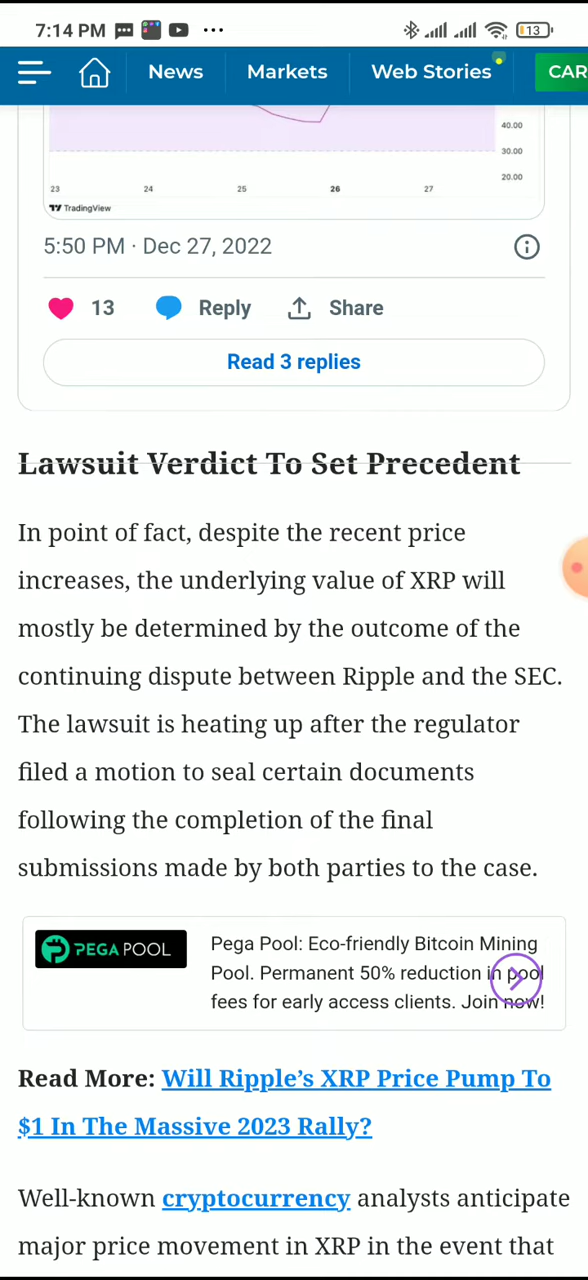 7:14 PM
13
News Markets Web Stories CAR
40.00
30.00
20.00
23 24 25 26 27
TradingView
5:50 PM · Dec 27, 2022
13 Reply Share
Read 3 replies
Lawsuit Verdict To Set Precedent
In point of fact, despite the recent price
increases, the underlying value of XRP will
mostly be determined by the outcome of the
continuing dispute between Ripple and the SEC.
The lawsuit is heating up after the regulator
filed a motion to seal certain documents
following the completion of the final
submissions made by both parties to the case.
PEGA POOL
Pega Pool: Eco-friendly Bitcoin Mining
Pool. Permanent 50% reduction in pool
fees for early access clients. Join now!
Read More: Will Ripple’s XRP Price Pump To
$1 In The Massive 2023 Rally?
Well-known cryptocurrency analysts anticipate
major price movement in XRP in the event that